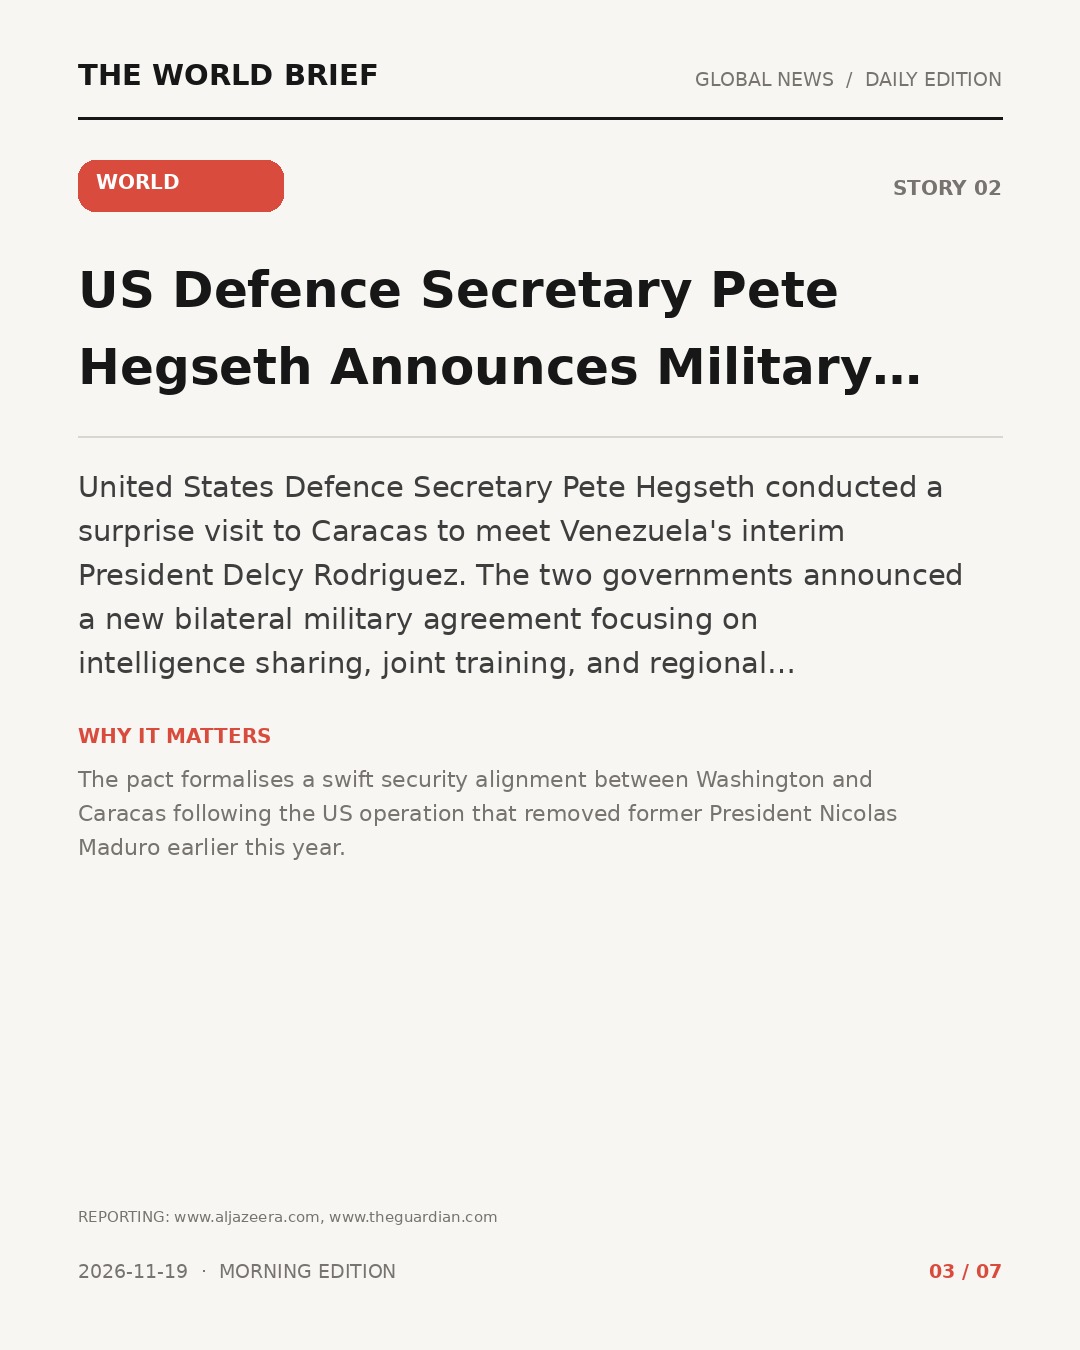 THE WORLD BRIEF
GLOBAL NEWS / DAILY EDITION
WORLD
STORY 02
US Defence Secretary Pete
Hegseth Announces Military…
United States Defence Secretary Pete Hegseth conducted a
surprise visit to Caracas to meet Venezuela's interim
President Delcy Rodriguez. The two governments announced
a new bilateral military agreement focusing on
intelligence sharing, joint training, and regional…
WHY IT MATTERS
The pact formalises a swift security alignment between Washington and
Caracas following the US operation that removed former President Nicolas
Maduro earlier this year.
REPORTING: www.aljazeera.com, www.theguardian.com
2026-11-19 · MORNING EDITION
03 / 07